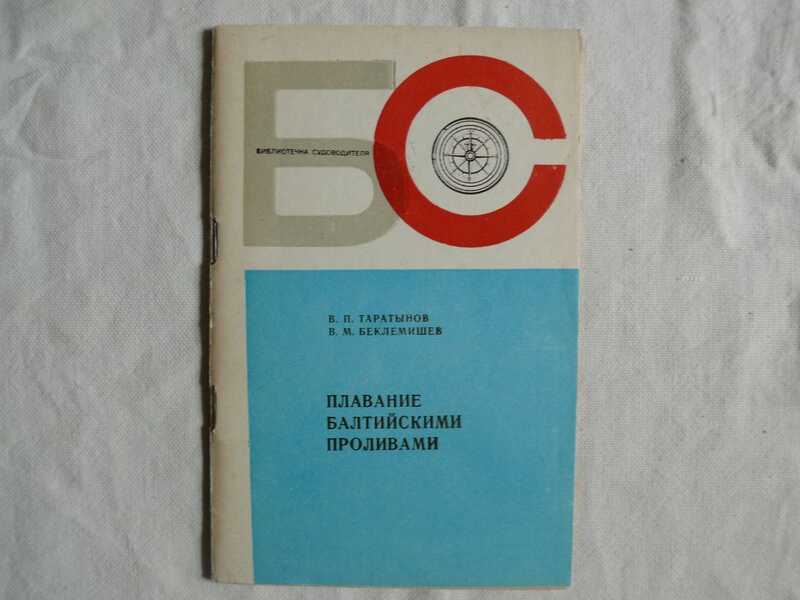 БС
БИБЛИОТЕЧКА СУДОВОДИТЕЛЯ
В. П. ТАРАТЫНОВ
В. М. БЕКЛЕМИШЕВ
ПЛАВАНИЕ
БАЛТИЙСКИМИ
ПРОЛИВАМИ